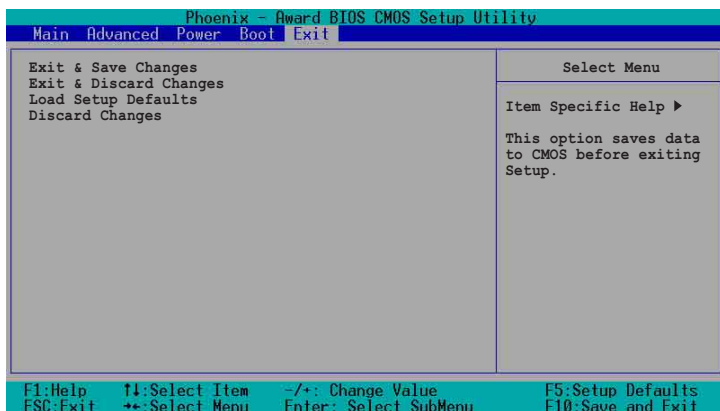 Phoenix - Award BIOS CMOS Setup Utility
Main Advanced Power Boot Exit
Exit & Save Changes
Exit & Discard Changes
Load Setup Defaults
Discard Changes
Select Menu
Item Specific Help ▶
This option saves data
to CMOS before exiting
Setup.
F1:Help ↑↓:Select Item -/+: Change Value F5:Setup Defaults
ESC:Exit →←:Select Menu Enter: Select SubMenu F10:Save and Exit